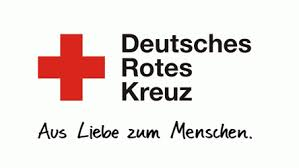 Deutsches
Rotes
Kreuz
Aus Liebe zum Menschen.